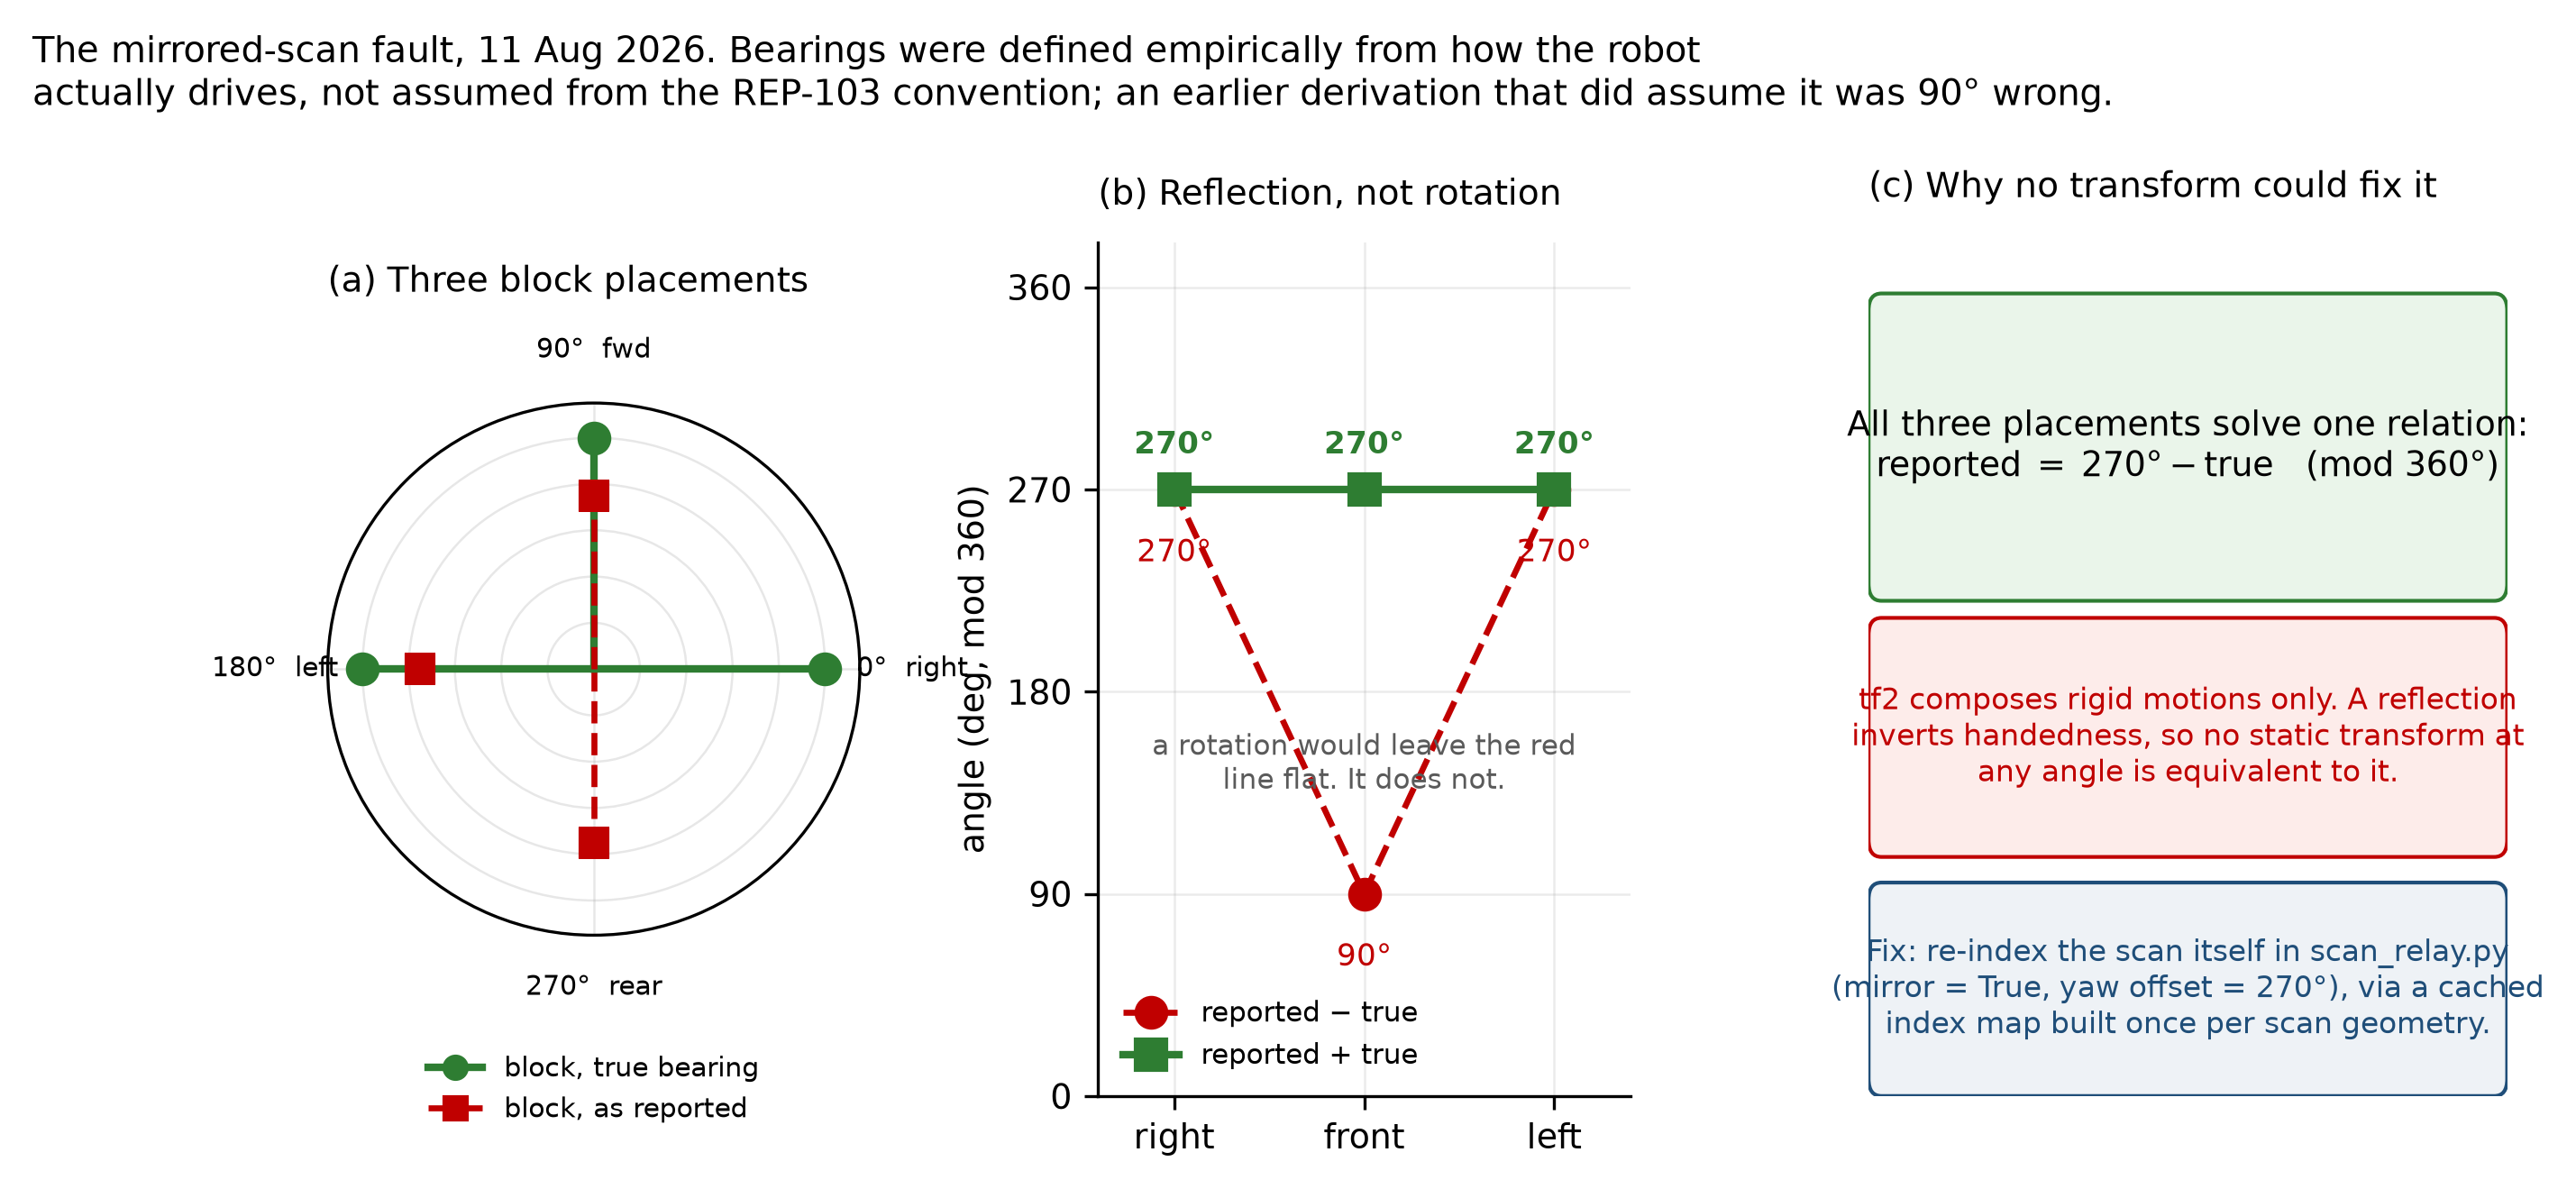 The mirrored-scan fault, 11 Aug 2026. Bearings were defined empirically from how the robot
actually drives, not assumed from the REP-103 convention; an earlier derivation that did assume it was 90° wrong.
(a) Three block placements
90° fwd
180° left
0° right
270° rear
block, true bearing
block, as reported
(b) Reflection, not rotation
angle (deg, mod 360)
360
270
180
90
0
270°
270°
270°
270°
270°
a rotation would leave the red
line flat. It does not.
90°
reported − true
reported + true
right
front
left
(c) Why no transform could fix it
All three placements solve one relation:
reported = 270° − true (mod 360°)
tf2 composes rigid motions only. A reflection
inverts handedness, so no static transform at
any angle is equivalent to it.
Fix: re-index the scan itself in scan_relay.py
(mirror = True, yaw offset = 270°), via a cached
index map built once per scan geometry.